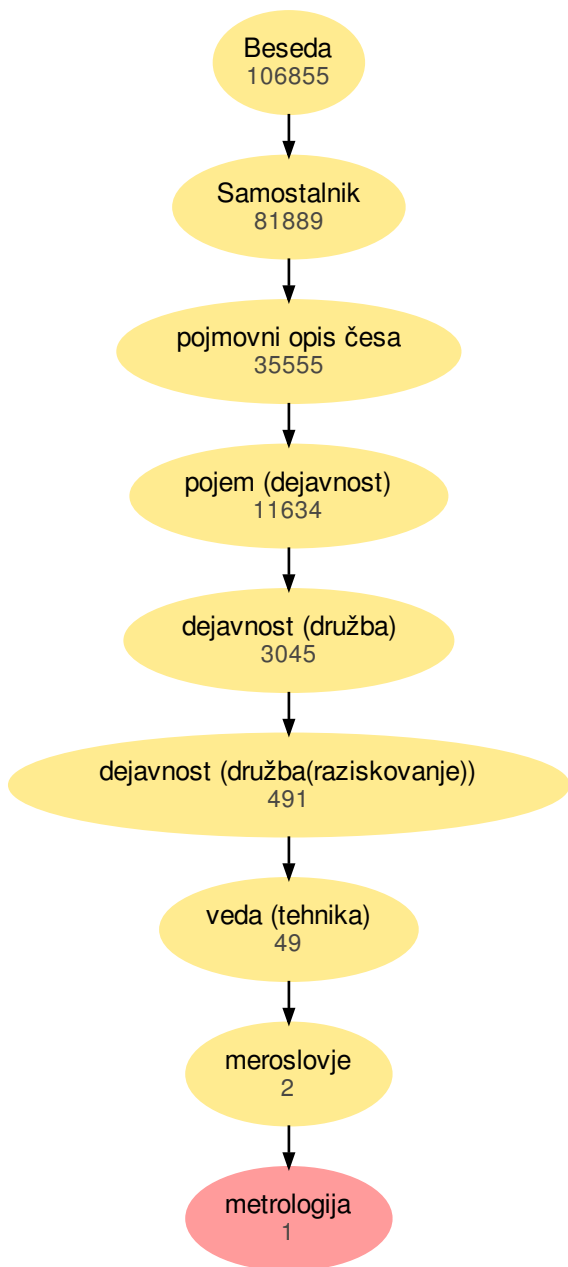 Beseda
106855
Samostalnik
81889
pojmovni opis česa
35555
pojem (dejavnost)
11634
dejavnost (družba)
3045
dejavnost (družba(raziskovanje))
491
veda (tehnika)
49
meroslovje
2
metrologija
1